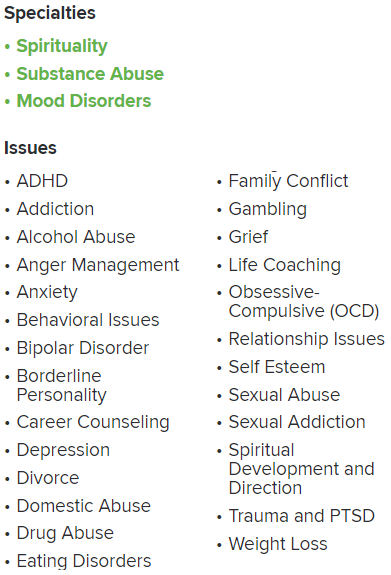 Specialties
• Spirituality
• Substance Abuse
• Mood Disorders
Issues
• ADHD
• Addiction
• Alcohol Abuse
• Anger Management
• Anxiety
• Behavioral Issues
• Bipolar Disorder
• Borderline
Personality
• Career Counseling
• Depression
• Divorce
• Domestic Abuse
• Drug Abuse
• Eating Disorders
• Family Conflict
• Gambling
• Grief
• Life Coaching
• Obsessive-
Compulsive (OCD)
• Relationship Issues
• Self Esteem
• Sexual Abuse
• Sexual Addiction
• Spiritual
Development and
Direction
• Trauma and PTSD
• Weight Loss